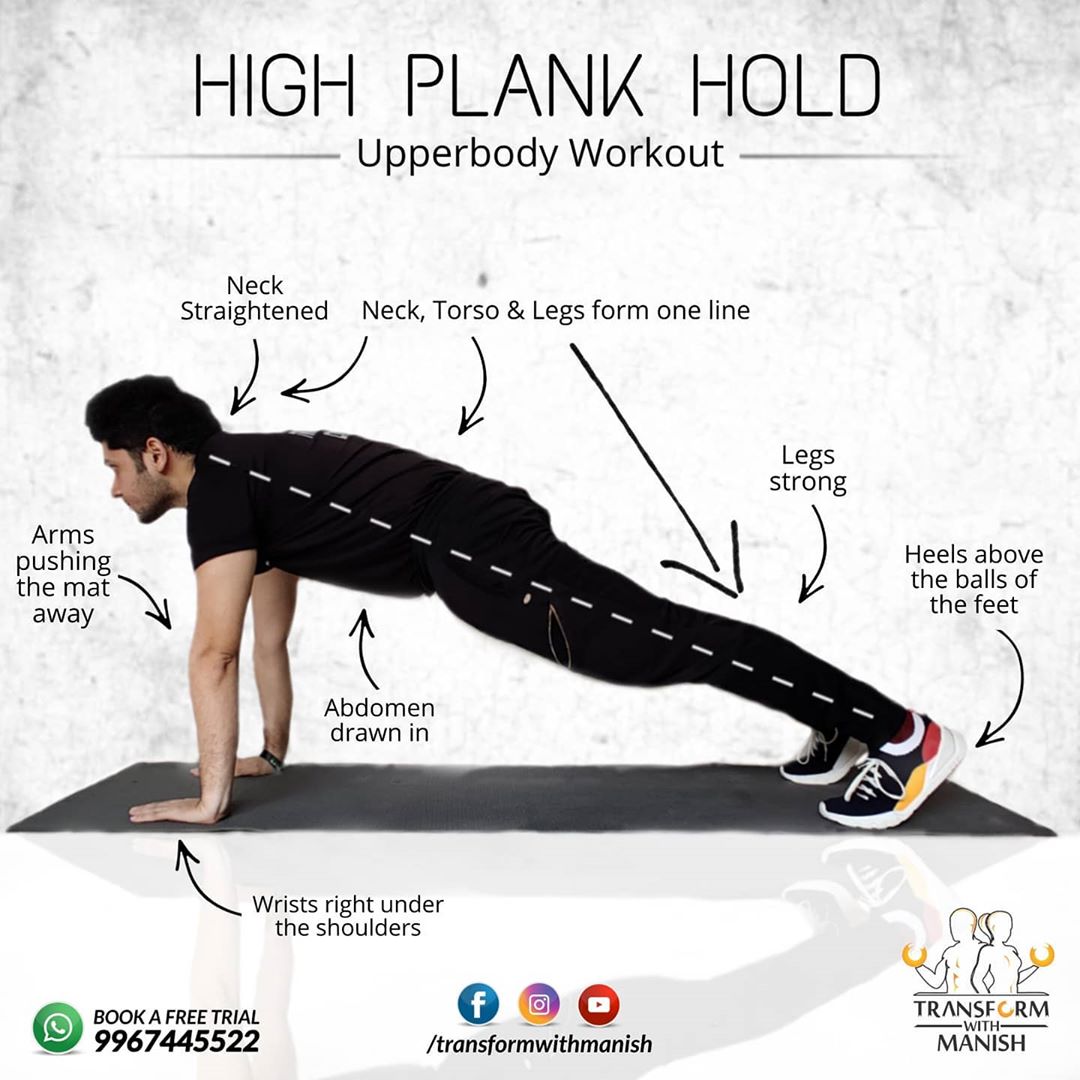 HIGH PLANK HOLD
Upperbody Workout
Neck
Straightened
Neck, Torso & Legs form one line
Legs
strong
Arms
pushing
the mat
away
Heels above
the balls of
the feet
Abdomen
drawn in
Wrists right under
the shoulders
BOOK A FREE TRIAL
9967445522
/transformwithmanish
TRANSFORM
WITH
MANISH